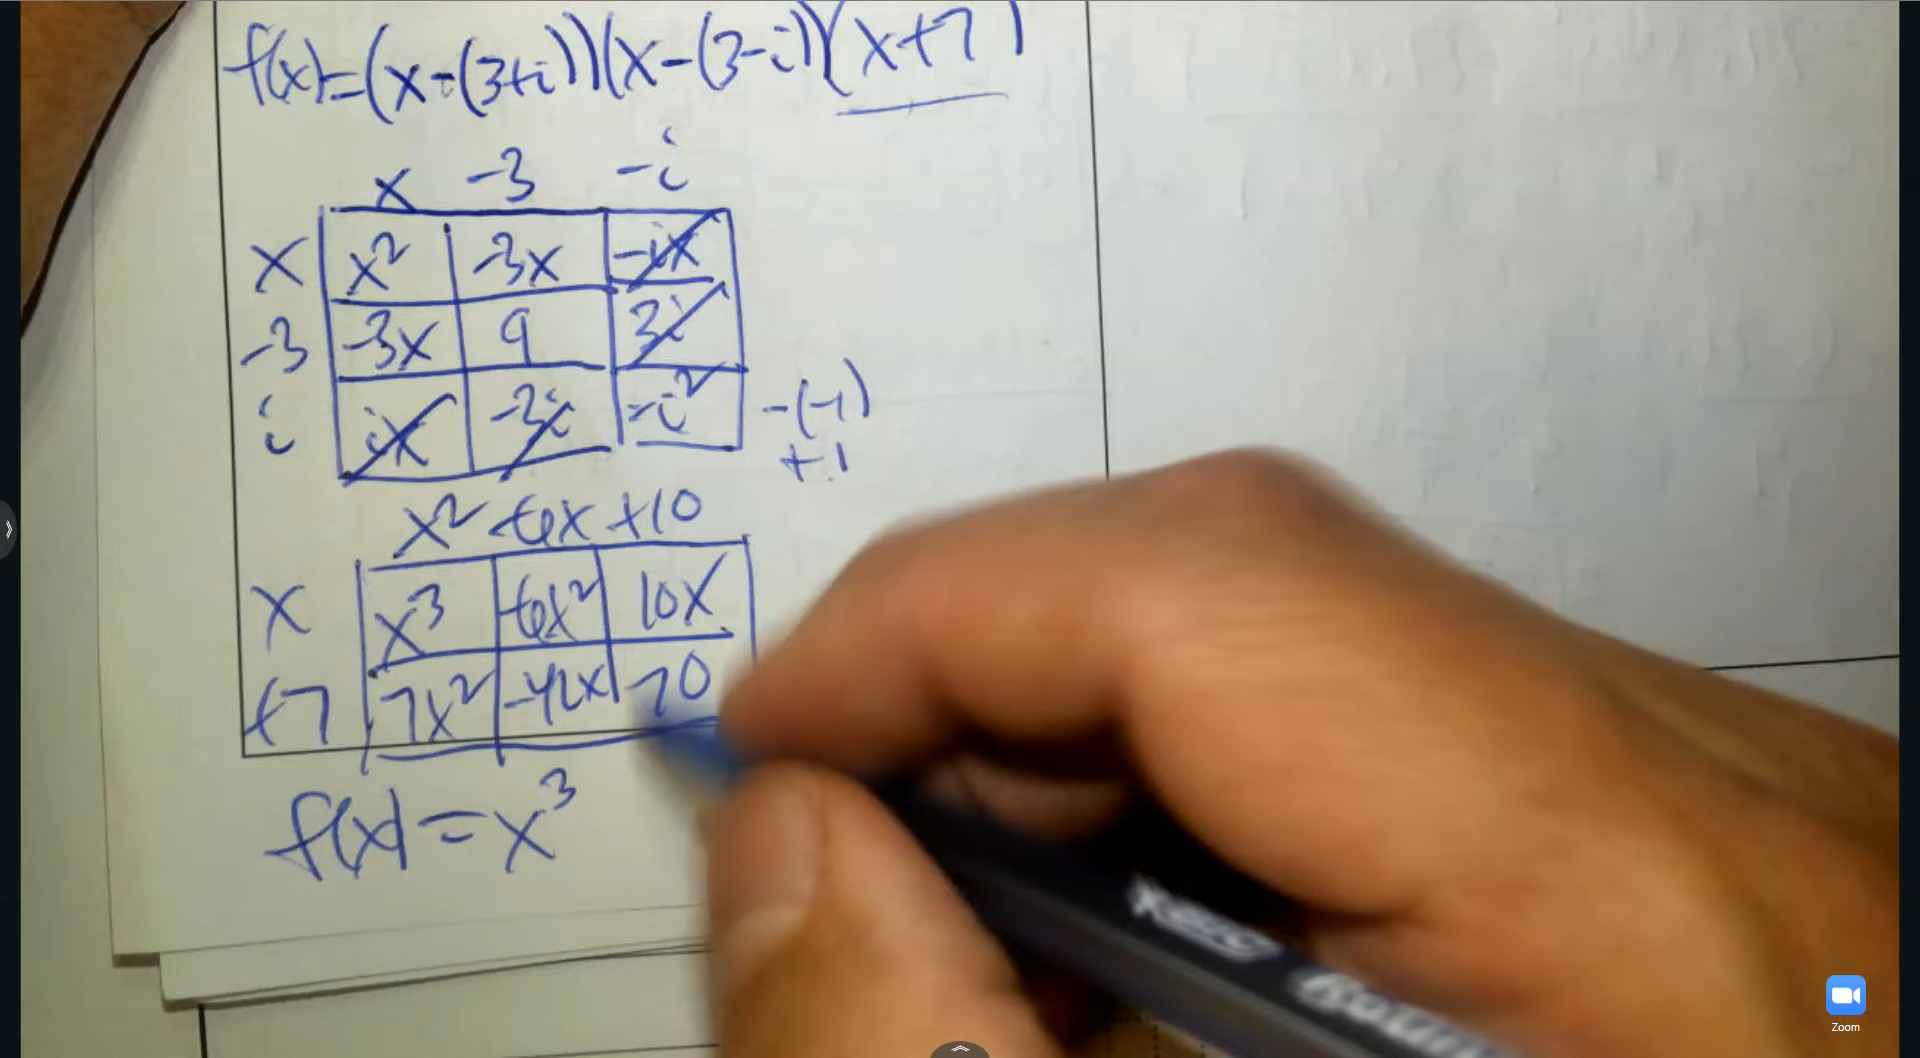 f(x)=(x-(3+i))(x-(3-i)(x+7)
x -3 -i
x x² -3x -ix
-3 -3x 9 3i
i ix -3i -i² -(-1)
+1
x² -6x +10
x x³ -6x² 10x
+7 7x² -42x 70
f(x)=x³
Zoom